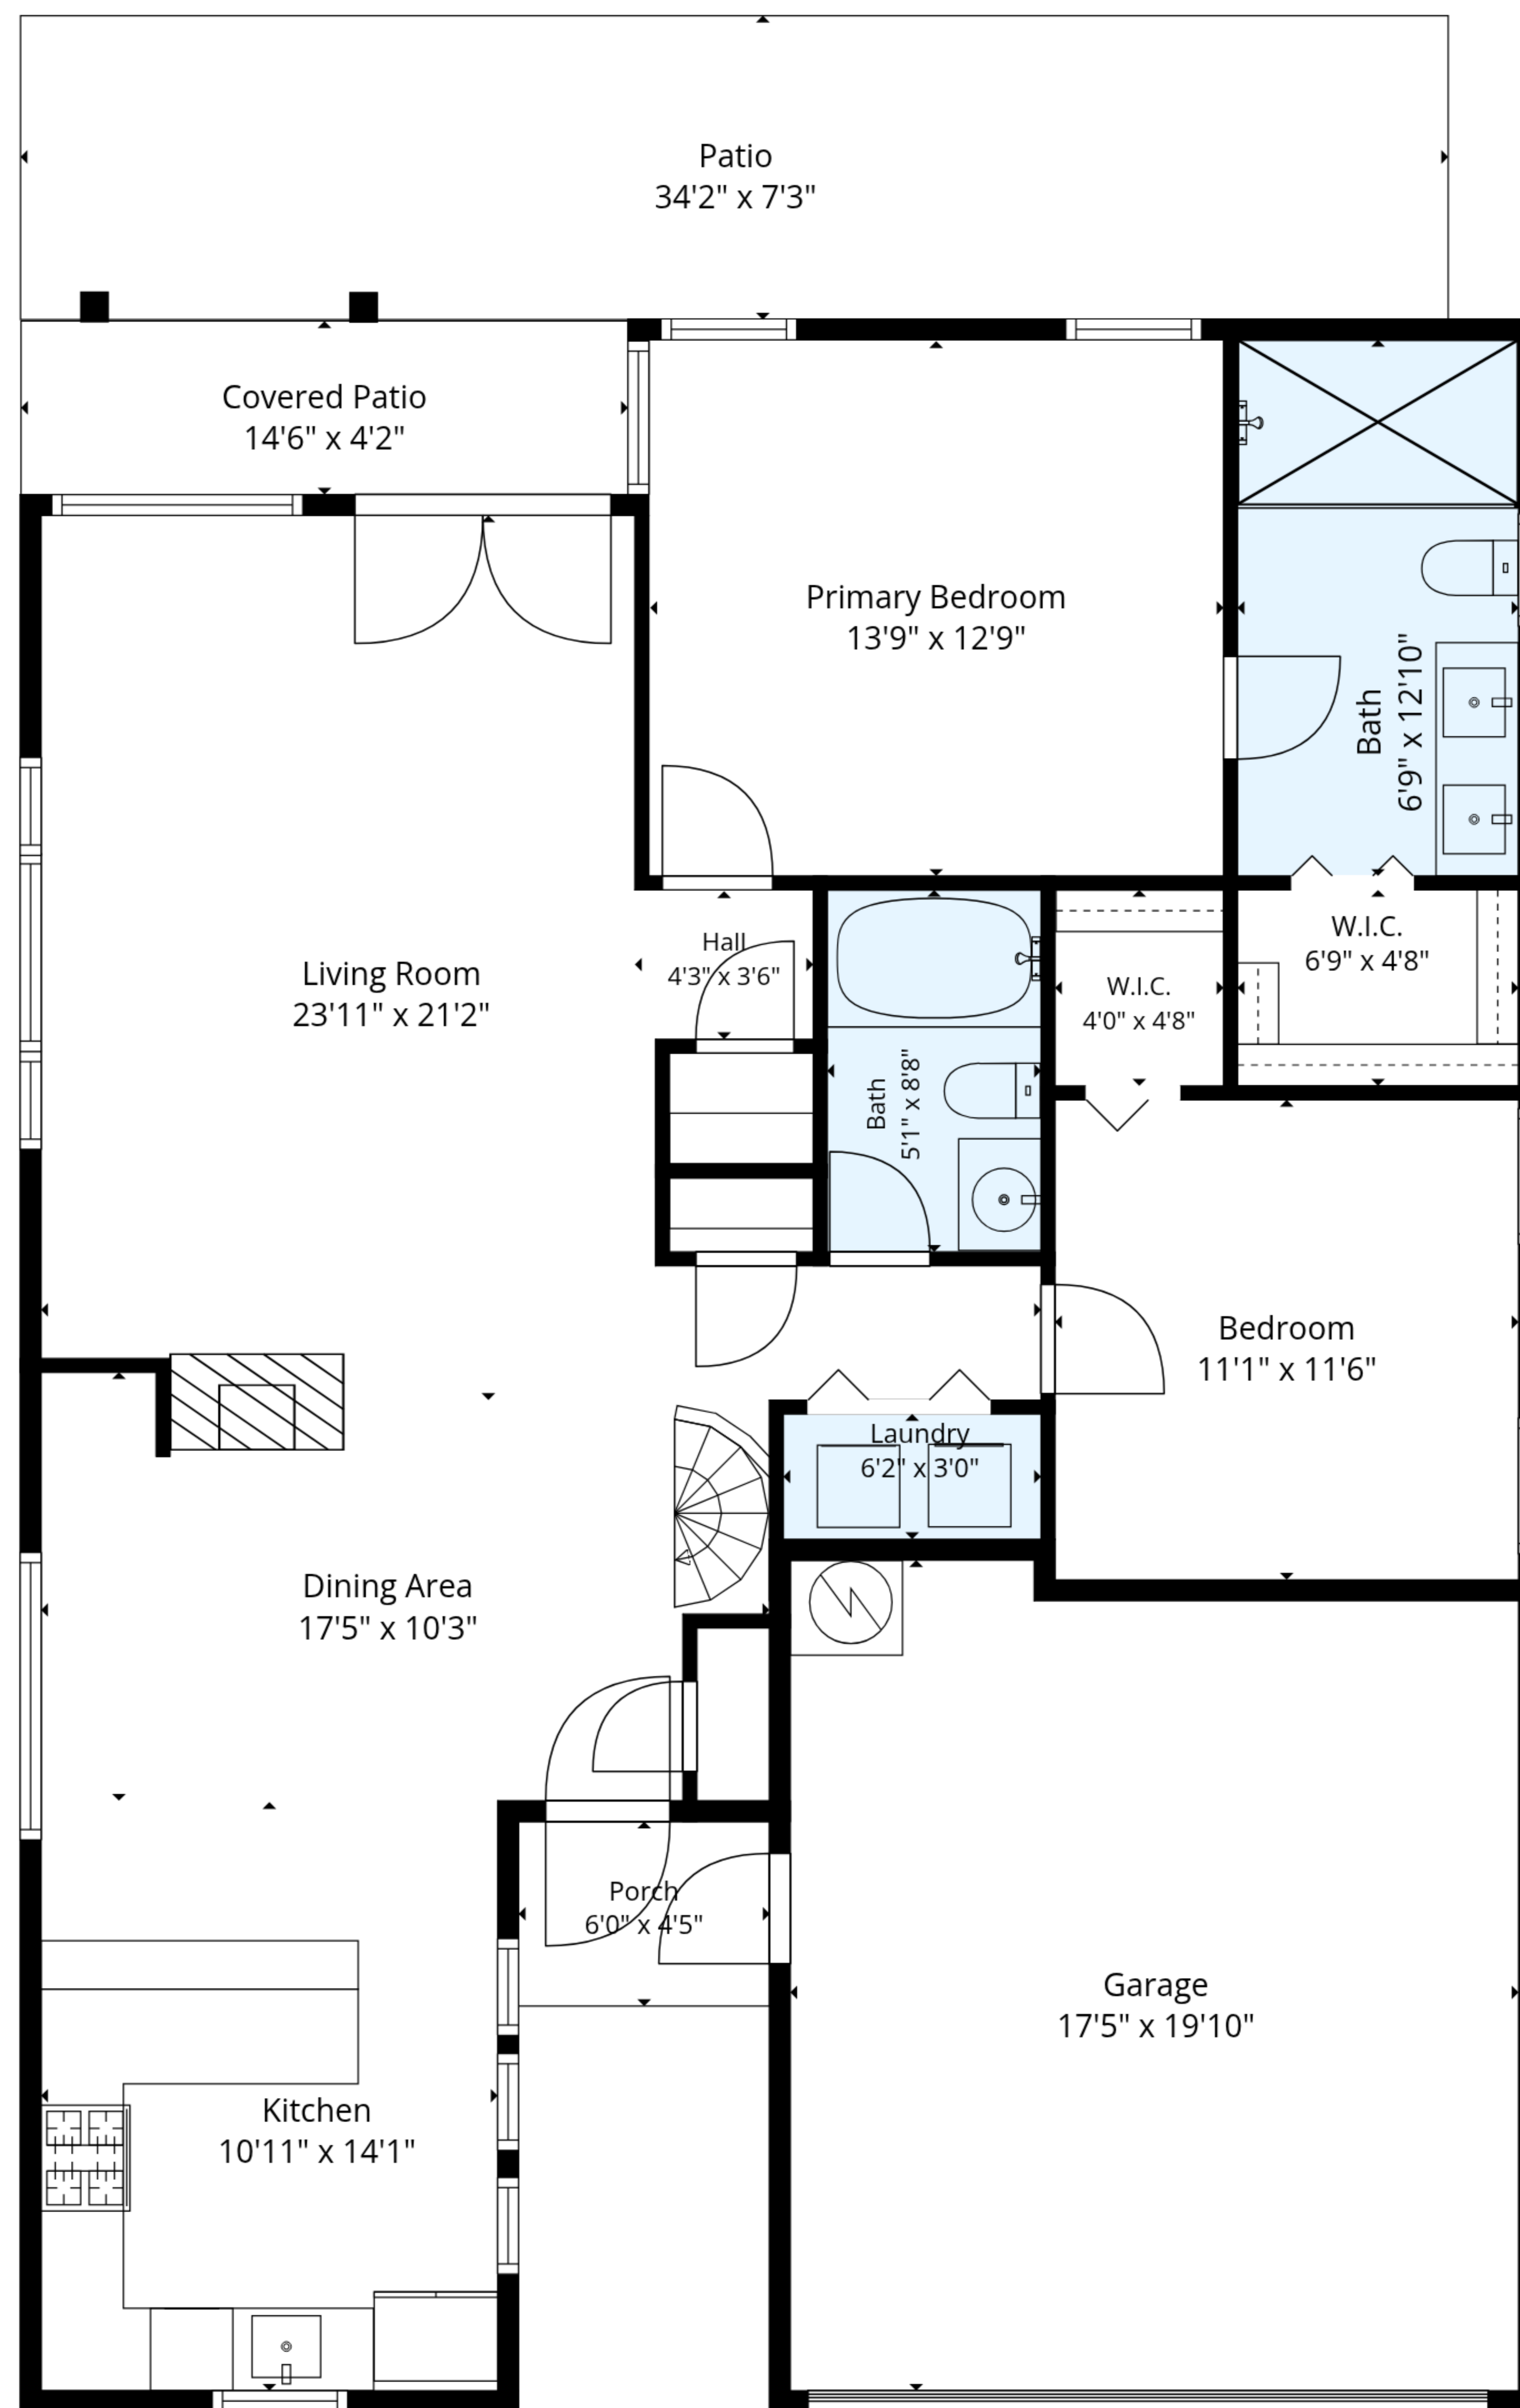 Patio
34'2" x 7'3"
Covered Patio
14'6" x 4'2"
Primary Bedroom
13'9" x 12'9"
Bath
6'9" x 12'10"
Living Room
23'11" x 21'2"
Hall
4'3" x 3'6"
W.I.C.
4'0" x 4'8"
W.I.C.
6'9" x 4'8"
Bath
5'1" x 8'8"
Bedroom
11'1" x 11'6"
Laundry
6'2" x 3'0"
Dining Area
17'5" x 10'3"
Porch
6'0" x 4'5"
Garage
17'5" x 19'10"
Kitchen
10'11" x 14'1"